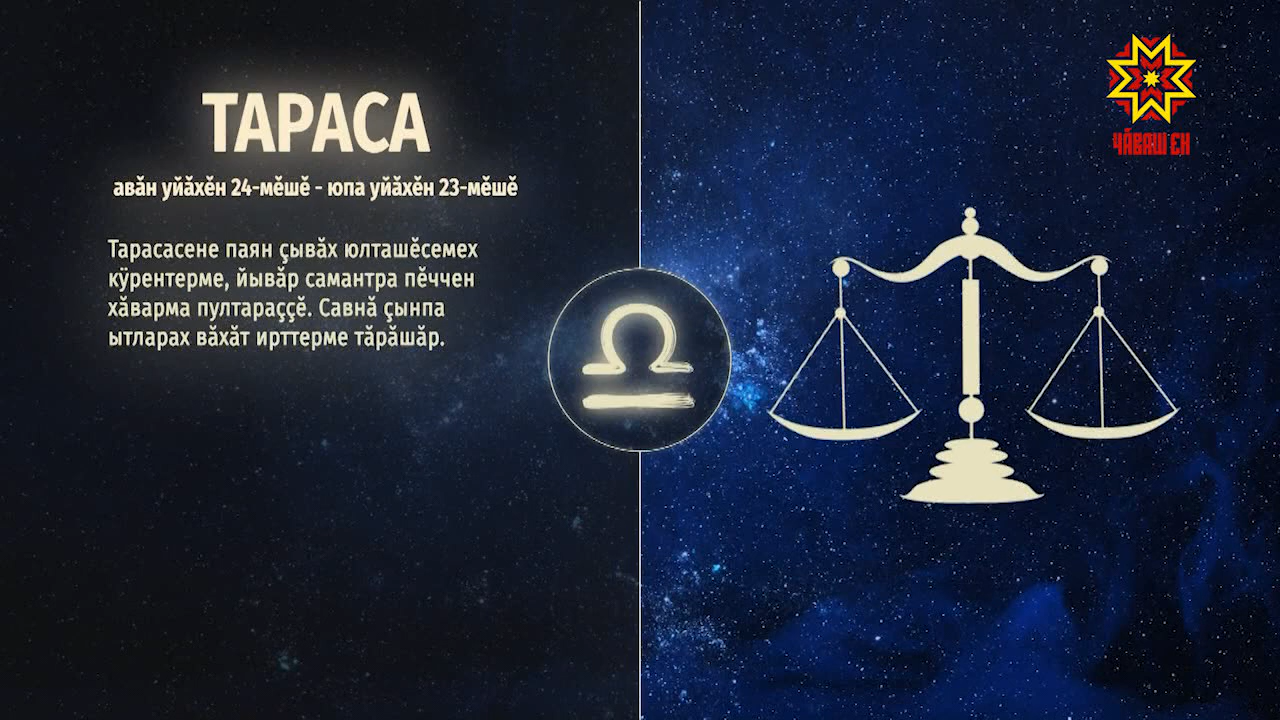 ТАРАСА
авӑн уйӑхӗн 24-мӗшӗ - юпа уйӑхӗн 23-мӗшӗ
Тарасасене паян ҫывӑх юлташӗсемех
кӳрентерме, йывӑр самантра пӗччен
хӑварма пултараҫҫӗ. Савнӑ ҫынпа
ытларах вӑхӑт ирттерме тӑрӑшӑр.
ЧӐВАШ ЕН